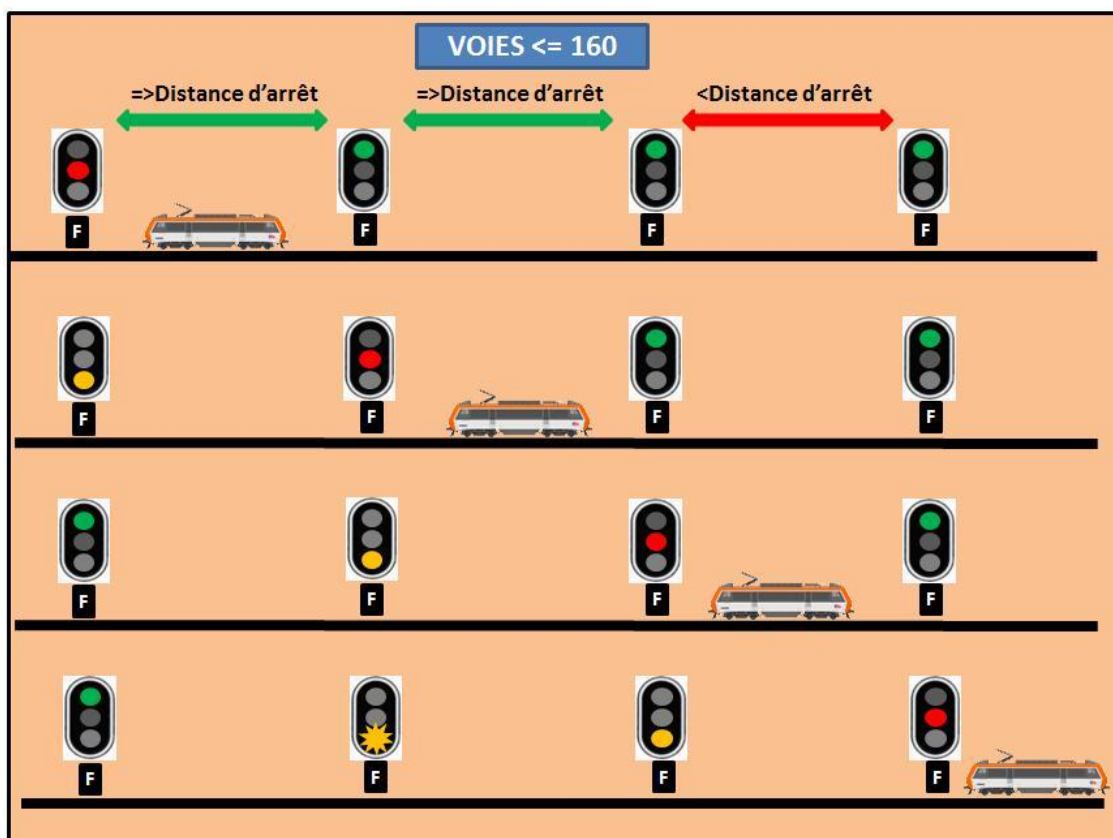 VOIES <= 160
=>Distance d’arrêt =>Distance d’arrêt <Distance d’arrêt
F F F F
F F F F
F F F F
F F F F